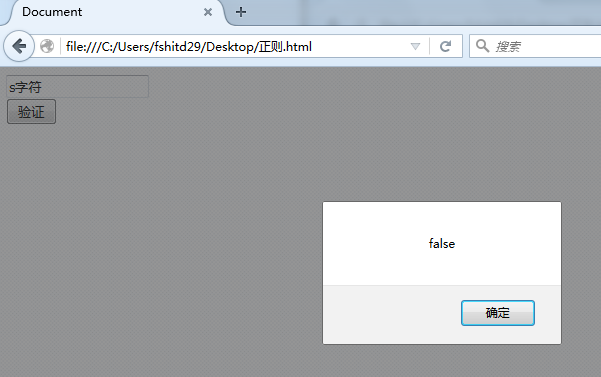 Document
file:///C:/Users/fshitd29/Desktop/正则.html
搜索
s字符
验证
false
确定